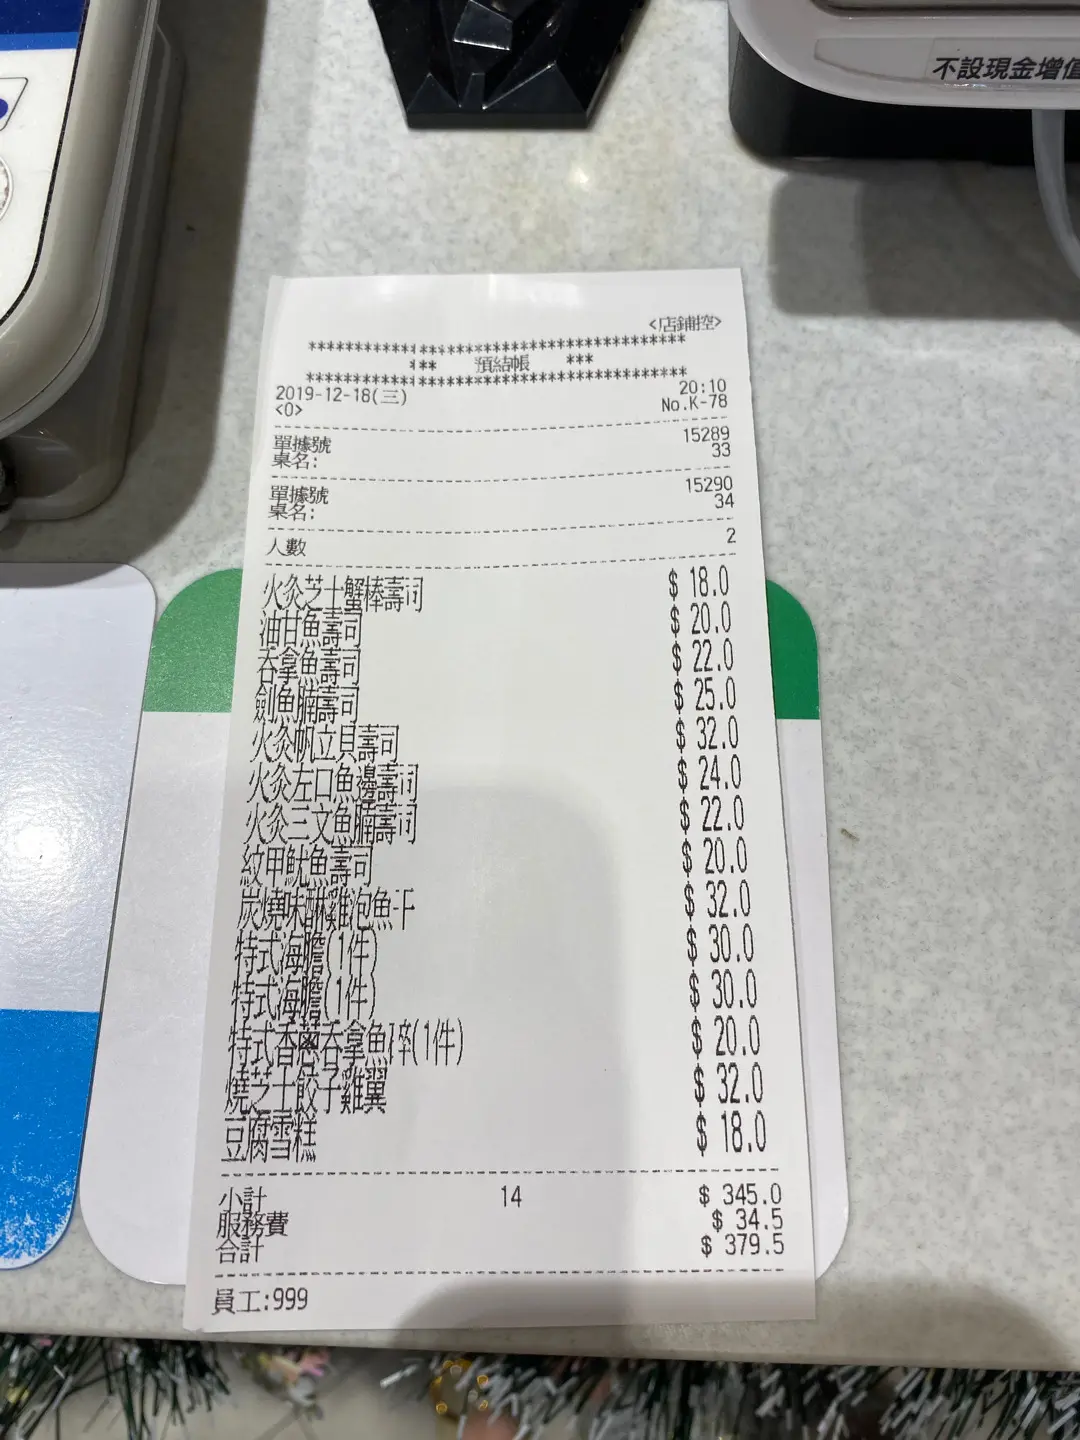 不設現金增值
<店鋪控>
******************************************
*** 預結帳 ***
******************************************
2019-12-18(三) 20:10
<0> No.K-78
單據號 15289
桌名: 33
單據號 15290
桌名: 34
人數 2
火灸芝士蟹棒壽司 $ 18.0
油甘魚壽司 $ 20.0
吞拿魚壽司 $ 22.0
劍魚腩壽司 $ 25.0
火灸帆立貝壽司 $ 32.0
火灸左口魚邊壽司 $ 24.0
火灸三文魚腩壽司 $ 22.0
紋甲魷魚壽司 $ 20.0
炭燒味醂雞泡魚干 $ 32.0
特式海膽(1件) $ 30.0
特式海膽(1件) $ 30.0
特式香蔥吞拿魚碎(1件) $ 20.0
燒芝士餃子雞翼 $ 32.0
豆腐雪糕 $ 18.0
小計 14 $ 345.0
服務費 $ 34.5
合計 $ 379.5
員工:999